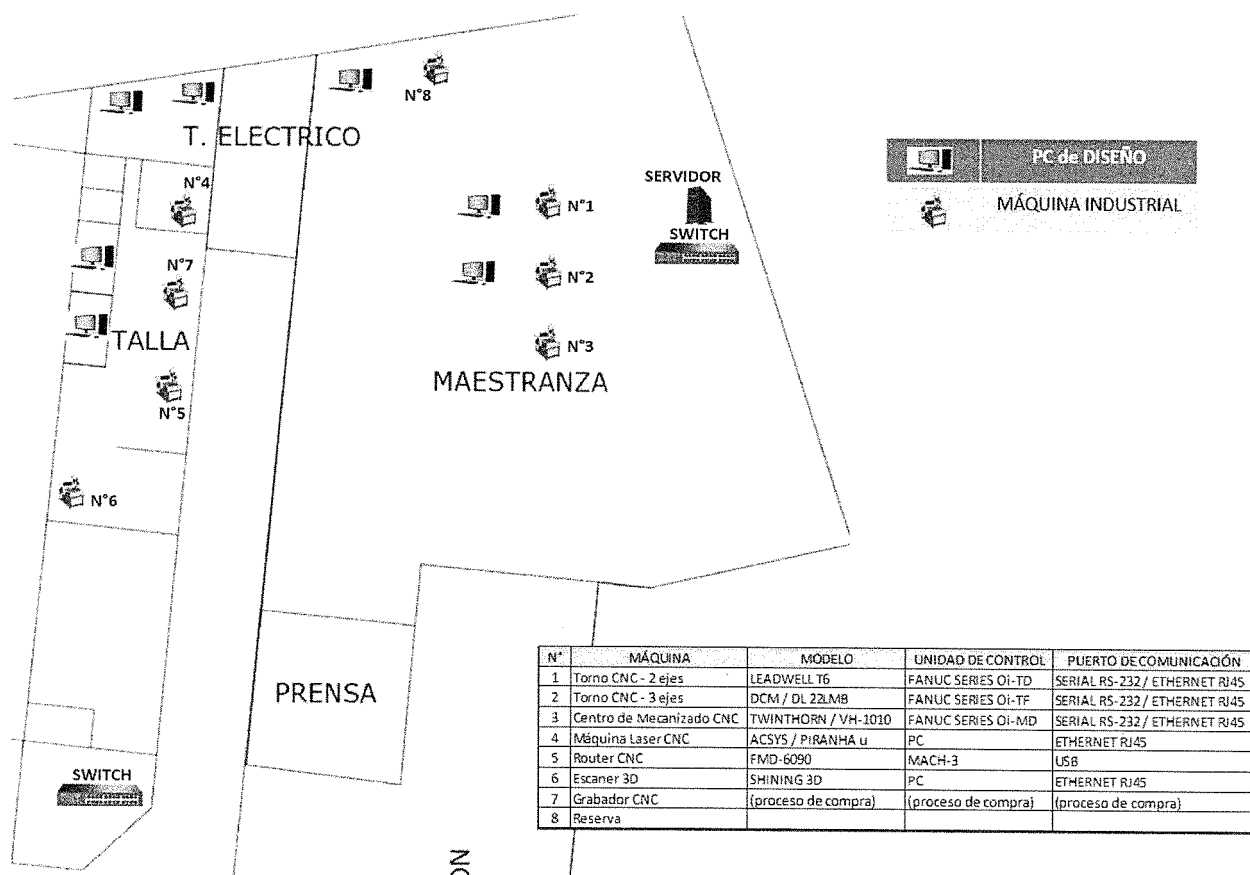 N°8
T. ELECTRICO
N°4
SERVIDOR
PC de DISEÑO
MÁQUINA INDUSTRIAL
N°1
SWITCH
N°7
N°2
TALLA
N°3
MAESTRANZA
N°5
N°6
PRENSA
SWITCH
N° MÁQUINA MODELO UNIDAD DE CONTROL PUERTO DE COMUNICACIÓN
1 Torno CNC - 2 ejes LEADWELL T6 FANUC SERIES Oi-TD SERIAL RS-232 / ETHERNET RJ45
2 Torno CNC - 3 ejes DCM / DL 22LMB FANUC SERIES Oi-TF SERIAL RS-232 / ETHERNET RJ45
3 Centro de Mecanizado CNC TWINTHORN / VH-1010 FANUC SERIES Oi-MD SERIAL RS-232 / ETHERNET RJ45
4 Máquina Laser CNC ACSYS / PIRANHA u PC ETHERNET RJ45
5 Router CNC FMD-6090 MACH-3 USB
6 Escaner 3D SHINING 3D PC ETHERNET RJ45
7 Grabador CNC (proceso de compra) (proceso de compra) (proceso de compra)
8 Reserva
ON